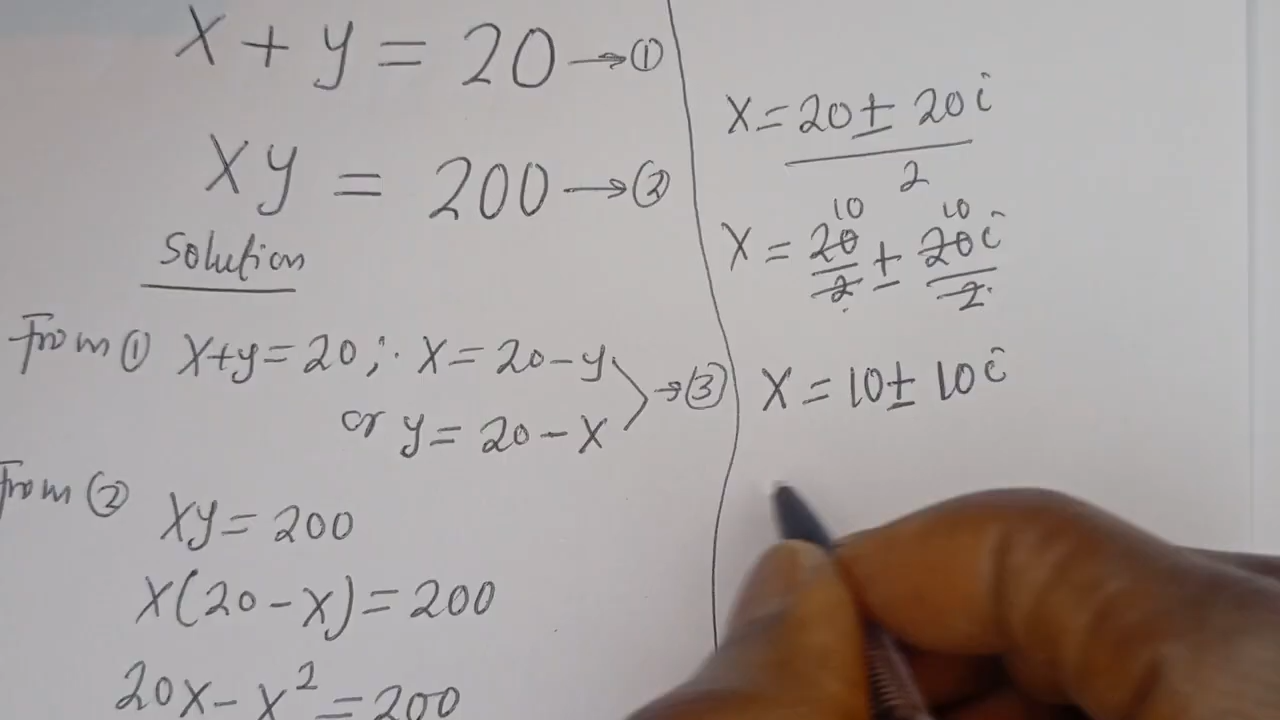 x + y = 20 → ①
xy = 200 → ②
Solution
From ① x+y=20 ;. x = 20-y
or y = 20 - x → ③
From ② xy = 200
x(20 - x) = 200
20x - x² = 200
x = 20 ± 20i
2
10 10
x = 20 ± 20i
2 2
x = 10 ± 10i